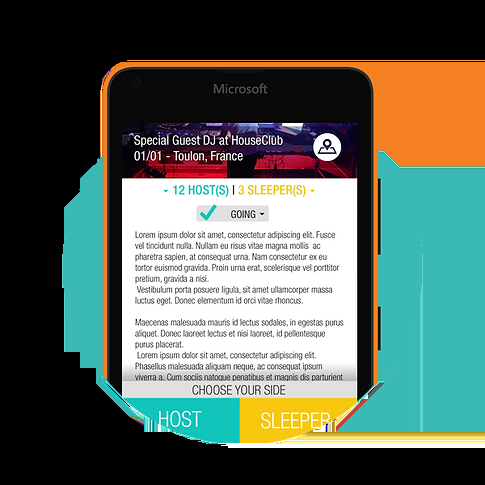 Microsoft
Special Guest DJ at HouseClub
01/01 - Toulon, France
12 HOST(S) | 3 SLEEPER(S)
GOING
Lorem ipsum dolor sit amet, consectetur adipiscing elit. Fusce
vel tincidunt nulla. Nullam eu risus vitae magna mollis ac
pharetra sapien, at consequat urna. Nam consectetur ex eu
tortor euismod gravida. Proin urna erat, scelerisque vel porttitor
pretium, gravida a nisi.
Vestibulum porta posuere ligula, sit amet ullamcorper massa
luctus eget. Donec elementum id orci vitae rhoncus.
Maecenas malesuada mauris id lectus sodales, in egestas purus
aliquet. Donec laoreet lectus et nisi laoreet, id pellentesque
purus placerat.
Lorem ipsum dolor sit amet, consectetur adipiscing elit.
Phasellus malesuada aliquam neque, ac consequat ipsum
viverra a. Cum sociis natoque penatibus et magnis dis parturient
CHOOSE YOUR SIDE
HOST
SLEEPER